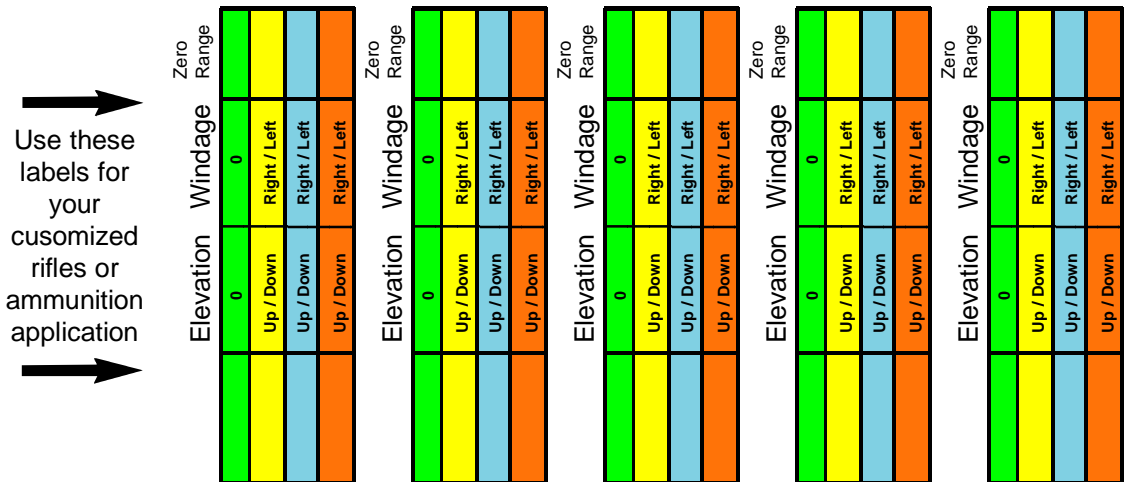 Use these
labels for
your
cusomized
rifles or
ammunition
application
Elevation Windage Zero
Range
0 0
Up / Down Right / Left
Up / Down Right / Left
Up / Down Right / Left
Elevation Windage Zero
Range
0 0
Up / Down Right / Left
Up / Down Right / Left
Up / Down Right / Left
Elevation Windage Zero
Range
0 0
Up / Down Right / Left
Up / Down Right / Left
Up / Down Right / Left
Elevation Windage Zero
Range
0 0
Up / Down Right / Left
Up / Down Right / Left
Up / Down Right / Left
Elevation Windage Zero
Range
0 0
Up / Down Right / Left
Up / Down Right / Left
Up / Down Right / Left